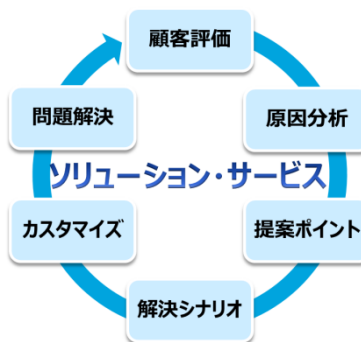 顧客評価
原因分析
提案ポイント
解決シナリオ
カスタマイズ
問題解決
ソリューション・サービス